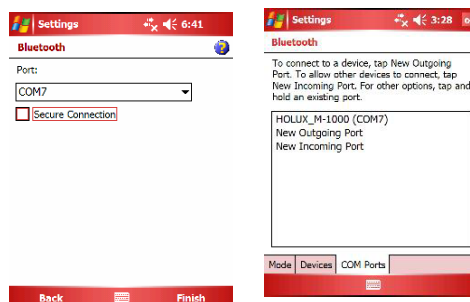 Settings 6:41
Bluetooth
Port:
COM7
Secure Connection
Back Finish
Settings 3:28
Bluetooth
To connect to a device, tap New Outgoing
Port. To allow other devices to connect, tap
New Incoming Port. For other options, tap and
hold an existing port.
HOLUX_M-1000 (COM7)
New Outgoing Port
New Incoming Port
Mode Devices COM Ports